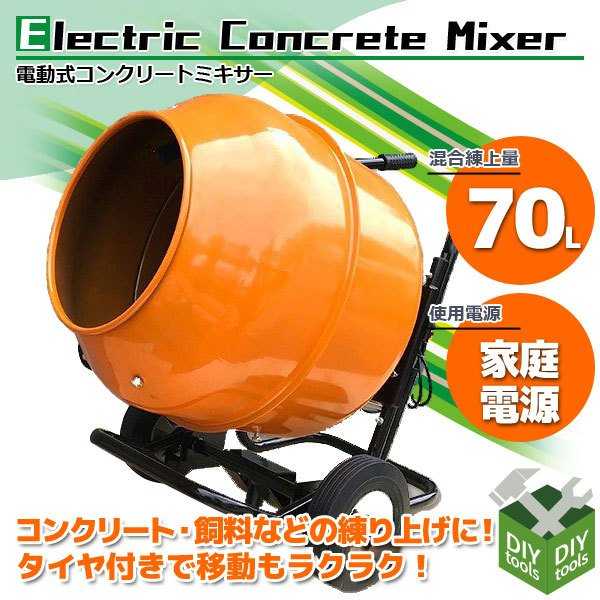 Electric Concrete Mixer
電動式コンクリートミキサー
混合練上量
70L
使用電源
家庭
電源
コンクリート・飼料などの練り上げに!
タイヤ付きで移動もラクラク!
DIY
tools
DIY
tools